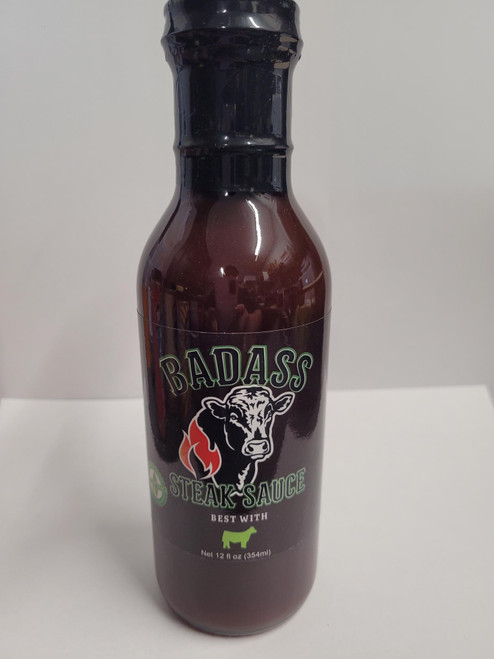 BADASS
STEAK SAUCE
BEST WITH
Net 12 fl oz (354ml)